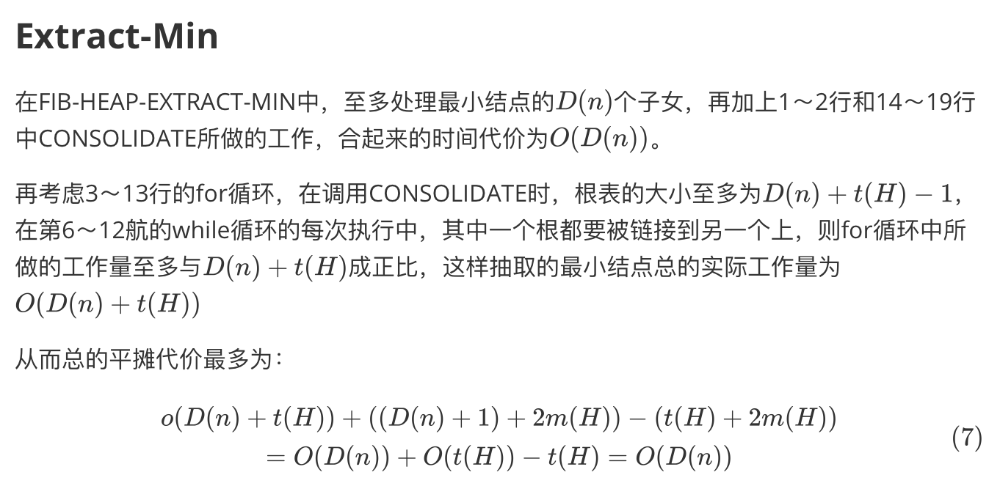 Extract-Min
在FIB-HEAP-EXTRACT-MIN中，至多处理最小结点的D(n)个子女，再加上1～2行和14～19行
中CONSOLIDATE所做的工作，合起来的时间代价为O(D(n))。
再考虑3～13行的for循环，在调用CONSOLIDATE时，根表的大小至多为D(n) + t(H) − 1，
在第6～12航的while循环的每次执行中，其中一个根都要被链接到另一个上，则for循环中所
做的工作量至多与D(n) + t(H)成正比，这样抽取的最小结点总的实际工作量为
O(D(n) + t(H))
从而总的平摊代价最多为：
o(D(n) + t(H)) + ((D(n) + 1) + 2m(H)) − (t(H) + 2m(H))
= O(D(n)) + O(t(H)) − t(H) = O(D(n))
(7)